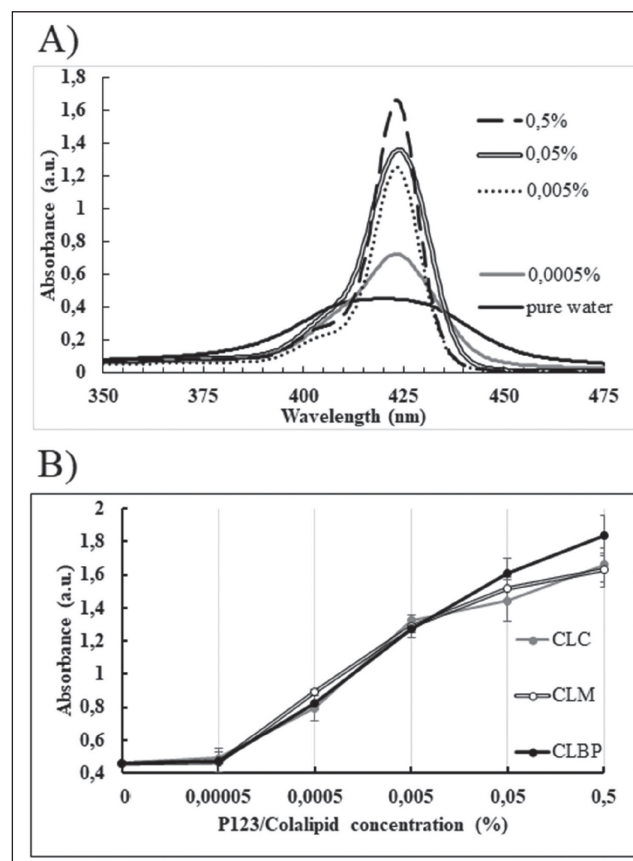 A)
1,8
1,6
1,4
1,2
1
0,8
0,6
0,4
0,2
0
Absorbance (a.u.)
0,5%
0,05%
0,005%
0,0005%
pure water
350 375 400 425 450 475
Wavelength (nm)
B)
2
1,8
1,6
1,4
1,2
1
0,8
0,6
0,4
Absorbance (a.u.)
CLC
CLM
CLBP
0 0,00005 0,0005 0,005 0,05 0,5
P123/Colalipid concentration (%)